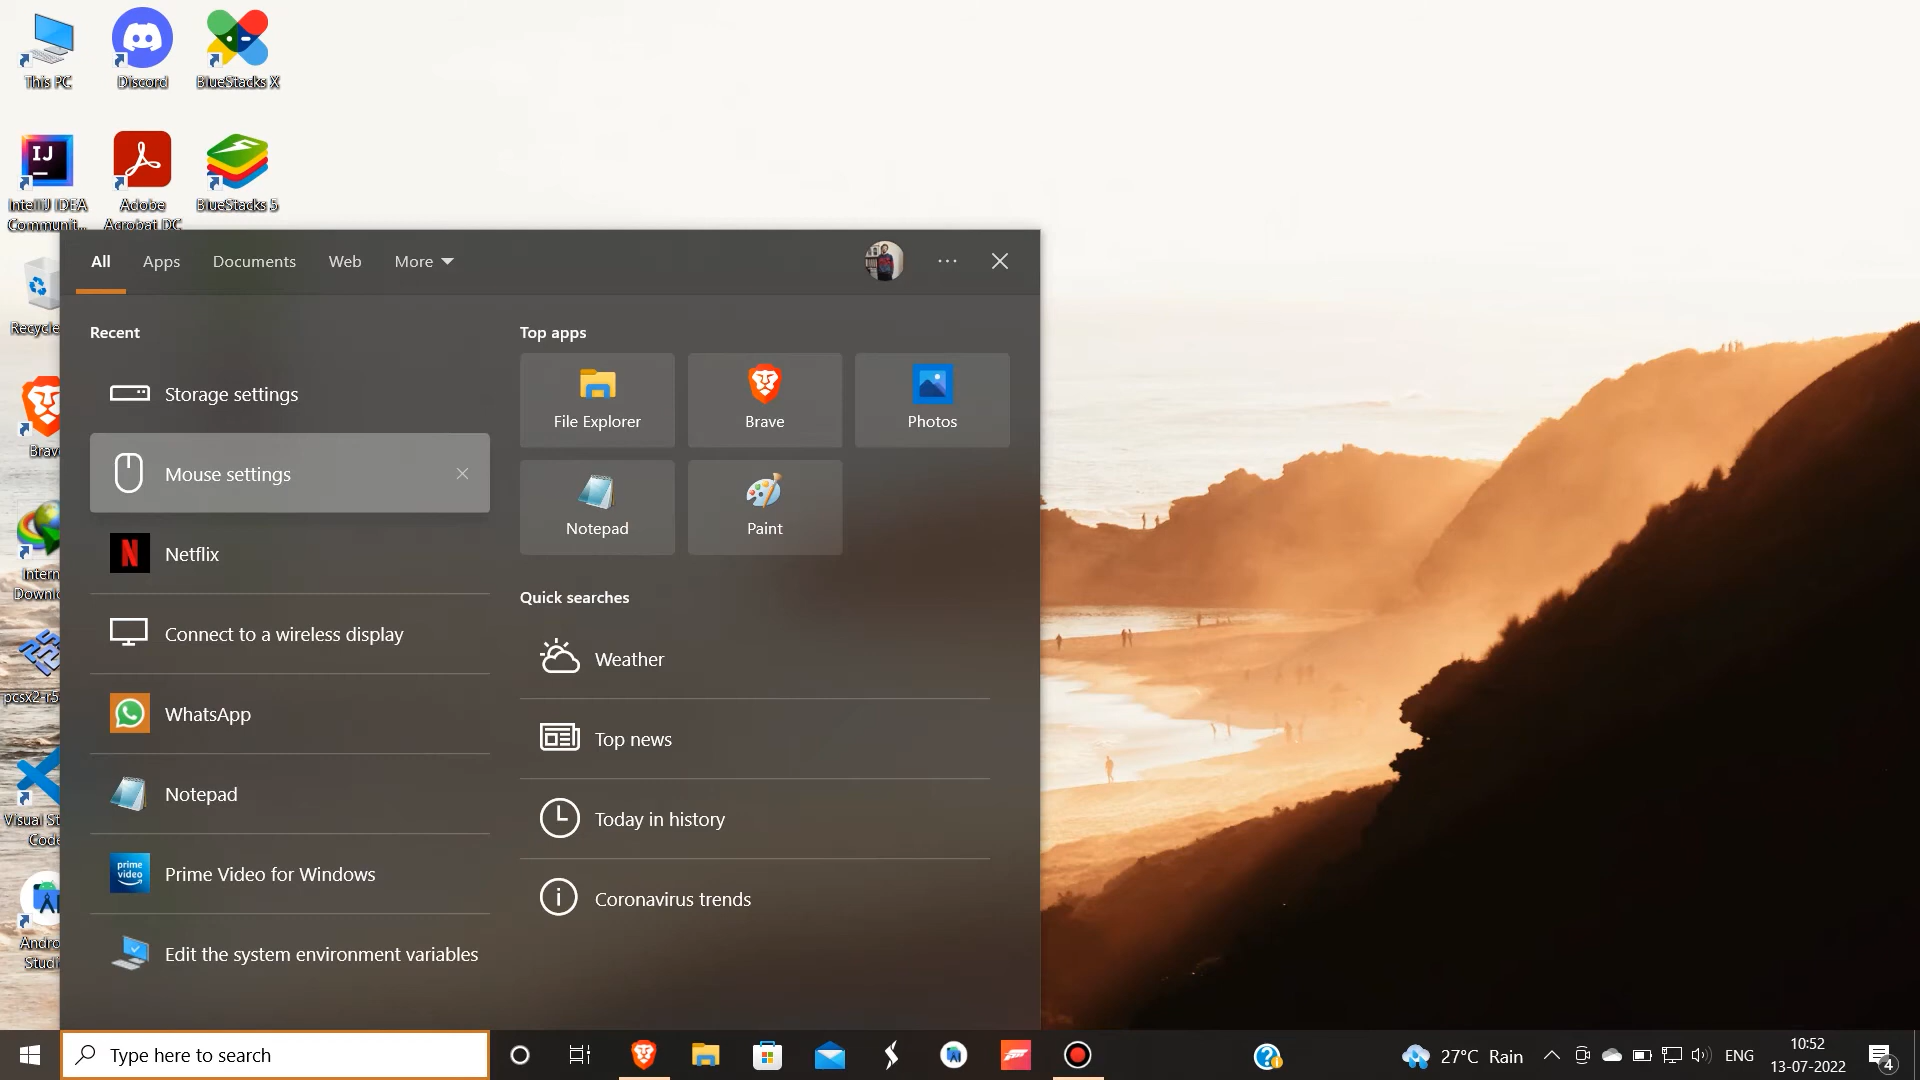 This PC
Discord
BlueStacks X
IJ
IntelliJ IDEA
Communit...
Adobe
Acrobat DC
BlueStacks 5
Recycle
Brav
Intern
Downl
pcsx2-r5
Visual St
Code
Andro
Studi
All
Apps
Documents
Web
More
Recent
Storage settings
Mouse settings
N
Netflix
Connect to a wireless display
WhatsApp
Notepad
prime
video
Prime Video for Windows
Edit the system environment variables
Top apps
File Explorer
Brave
Photos
Notepad
Paint
Quick searches
Weather
Top news
Today in history
Coronavirus trends
Type here to search
27°C Rain
ENG
10:52
13-07-2022
4